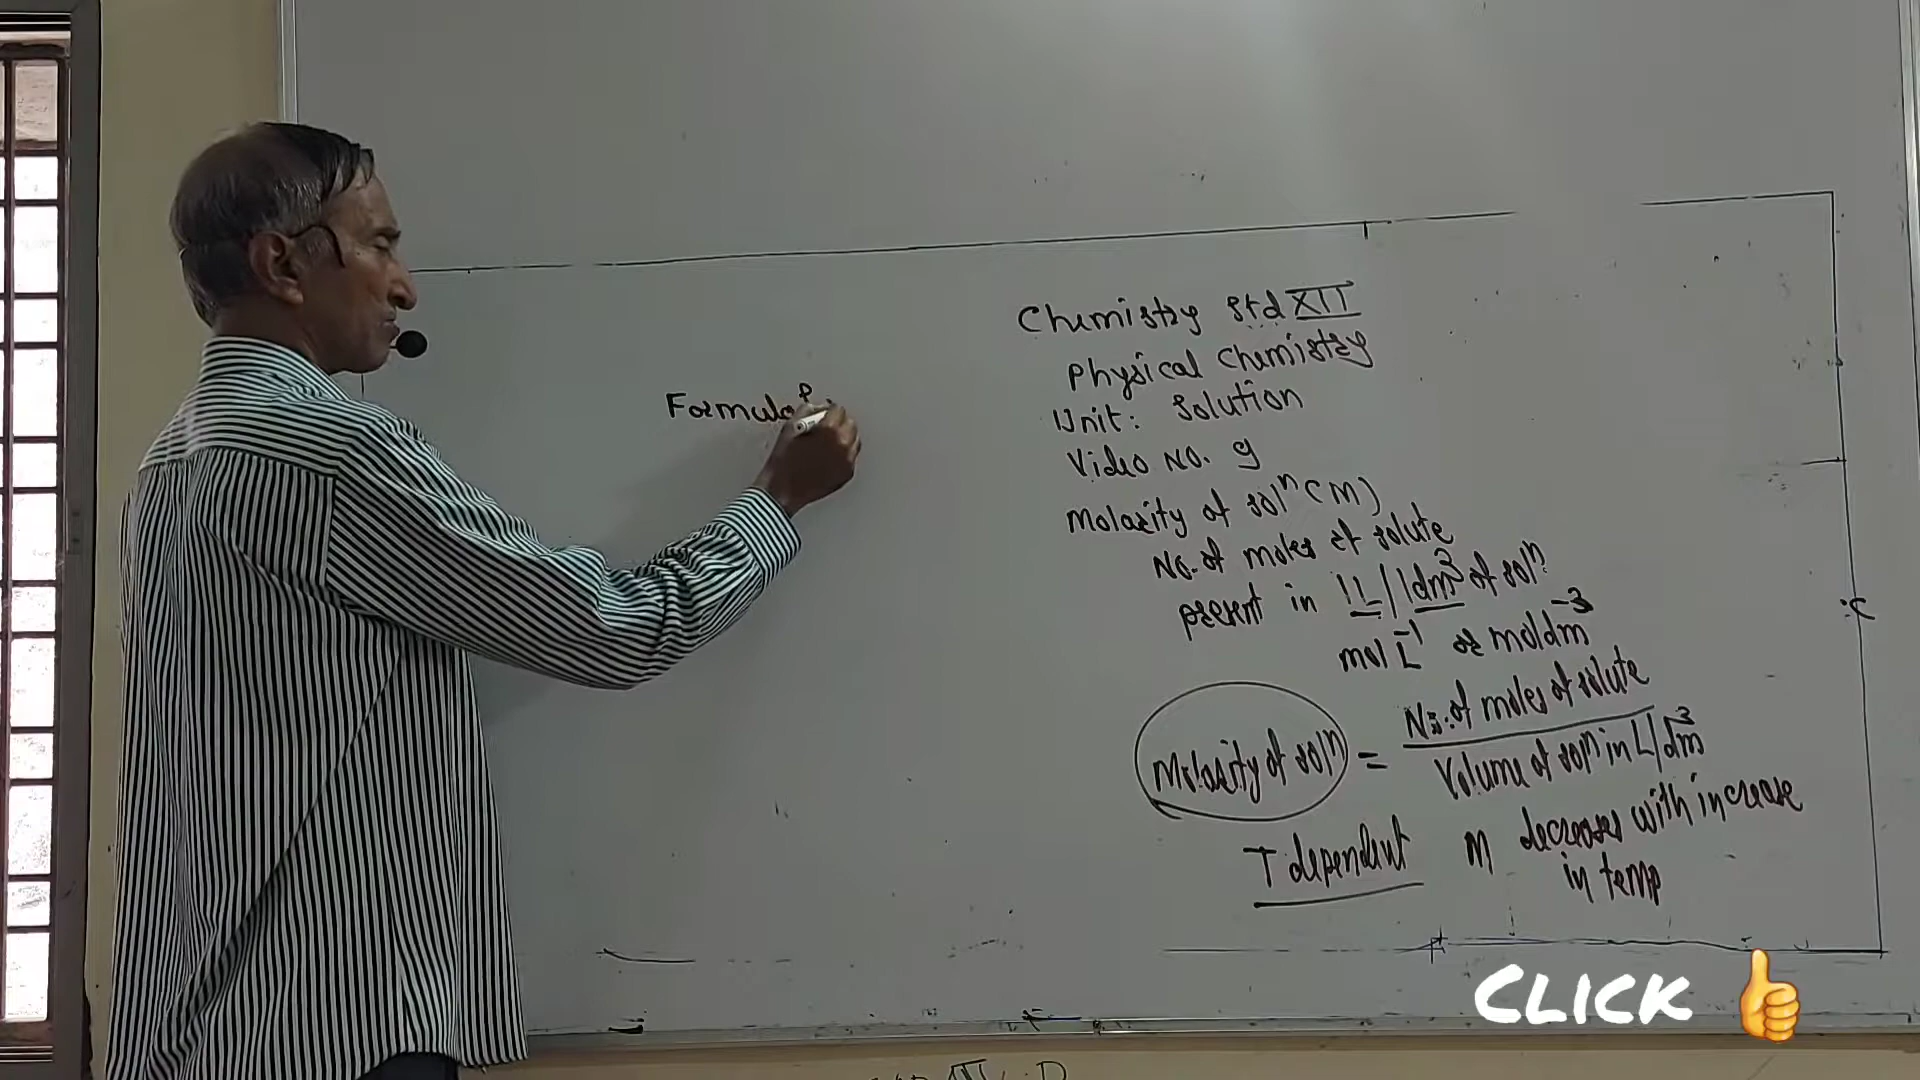 Formula
Chemistry std XII
Physical Chemistry
Unit: Solution
Video No. 9
Molarity of solⁿ (M)
No. of moles of solute
present in 1L/1dm³ of solⁿ
mol L⁻¹ or mol dm⁻³
Molarity of solⁿ = No. of moles of solute
Volume of solⁿ in L/dm³
T dependent M decreases with increase
in temp
°C
CLICK